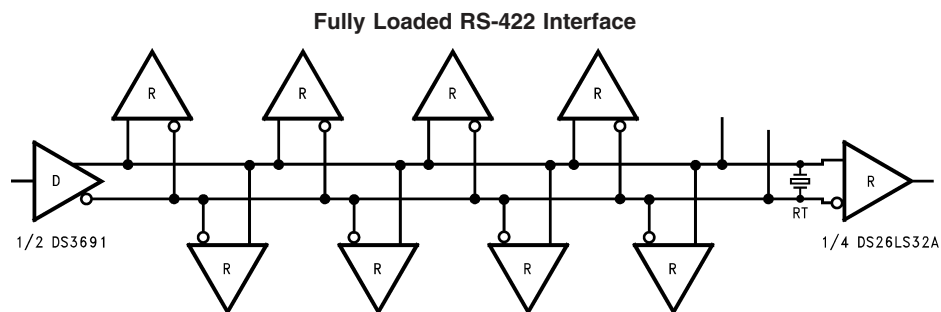 Fully Loaded RS-422 Interface
R R R R
D R
RT
1/2 DS3691 1/4 DS26LS32A
R R R R